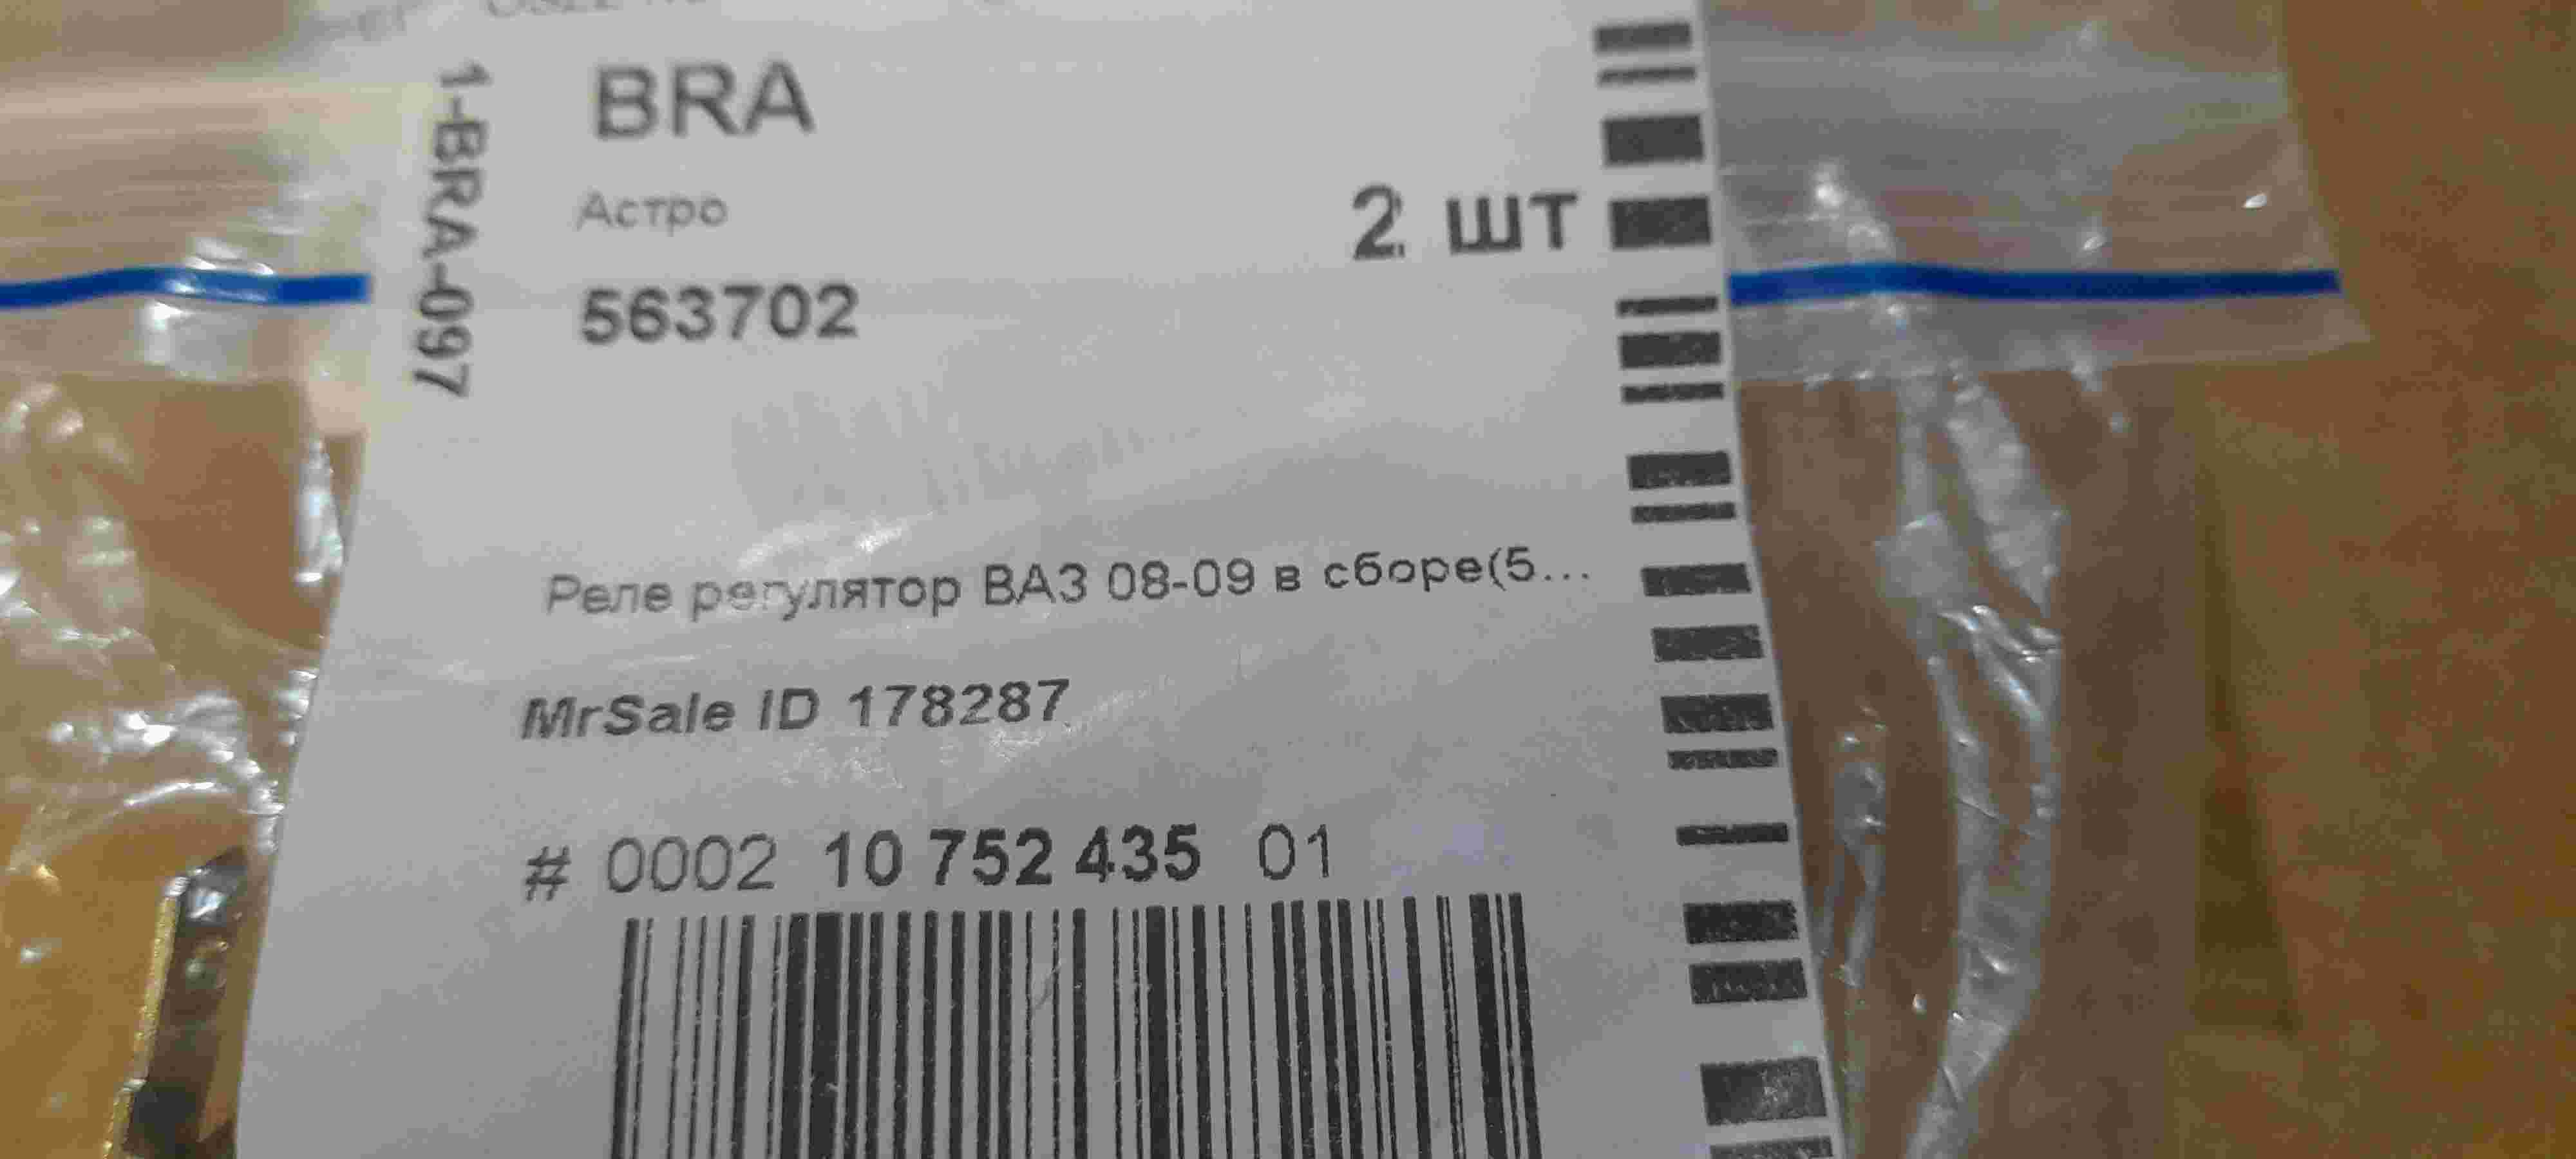 BRA
1-BRA-097
Астро
2 шт
563702
Реле регулятор ВАЗ 08-09 в сборе(5...
MrSale ID 178287
# 0002 10 752 435 01